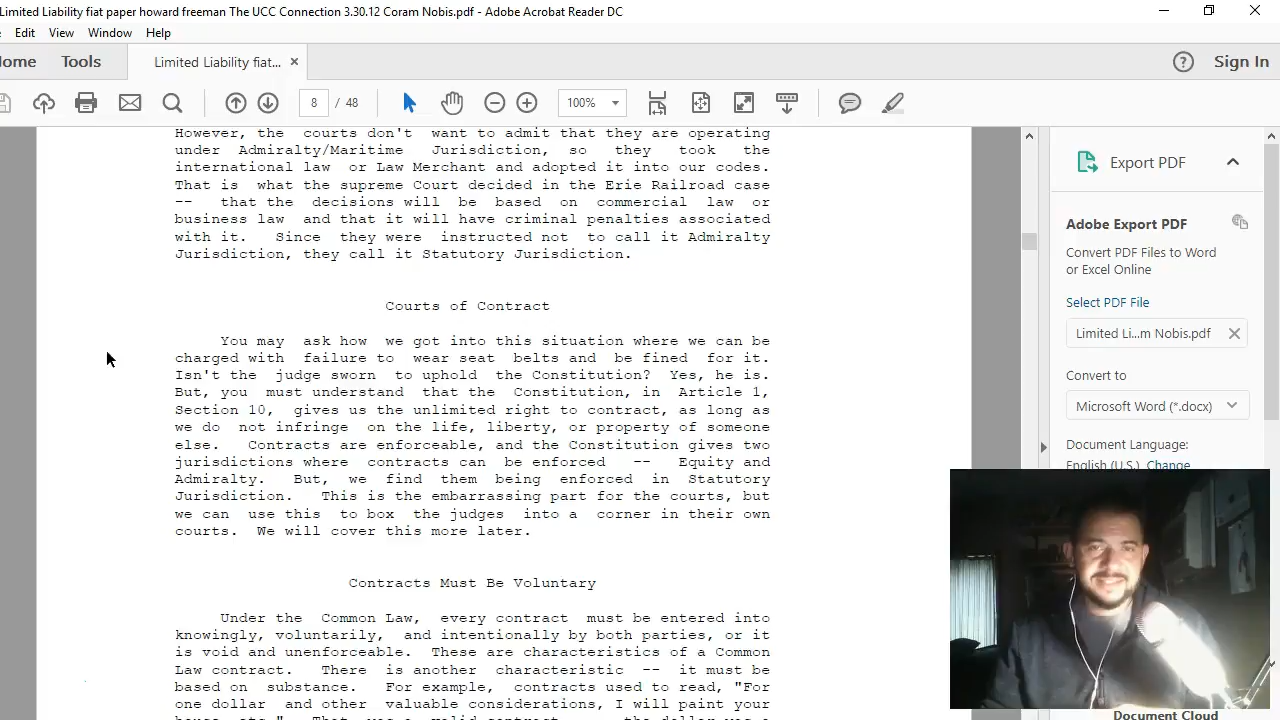 Limited Liability fiat paper howard freeman The UCC Connection 3.30.12 Coram Nobis.pdf - Adobe Acrobat Reader DC
Edit View Window Help
Home Tools Limited Liability fiat... Sign In
8 / 48 100%
However, the courts don't want to admit that they are operating
under Admiralty/Maritime Jurisdiction, so they took the
international law or Law Merchant and adopted it into our codes.
That is what the supreme Court decided in the Erie Railroad case
-- that the decisions will be based on commercial law or
business law and that it will have criminal penalties associated
with it. Since they were instructed not to call it Admiralty
Jurisdiction, they call it Statutory Jurisdiction.
Courts of Contract
You may ask how we got into this situation where we can be
charged with failure to wear seat belts and be fined for it.
Isn't the judge sworn to uphold the Constitution? Yes, he is.
But, you must understand that the Constitution, in Article 1,
Section 10, gives us the unlimited right to contract, as long as
we do not infringe on the life, liberty, or property of someone
else. Contracts are enforceable, and the Constitution gives two
jurisdictions where contracts can be enforced -- Equity and
Admiralty. But, we find them being enforced in Statutory
Jurisdiction. This is the embarrassing part for the courts, but
we can use this to box the judges into a corner in their own
courts. We will cover this more later.
Contracts Must Be Voluntary
Under the Common Law, every contract must be entered into
knowingly, voluntarily, and intentionally by both parties, or it
is void and unenforceable. These are characteristics of a Common
Law contract. There is another characteristic -- it must be
based on substance. For example, contracts used to read, "For
one dollar and other valuable considerations, I will paint your
house, etc." That was a valid contract the dollar was a
Export PDF
Adobe Export PDF
Convert PDF Files to Word
or Excel Online
Select PDF File
Limited Li...m Nobis.pdf
Convert to
Microsoft Word (*.docx)
Document Language:
English (U.S.) Change
Document Cloud